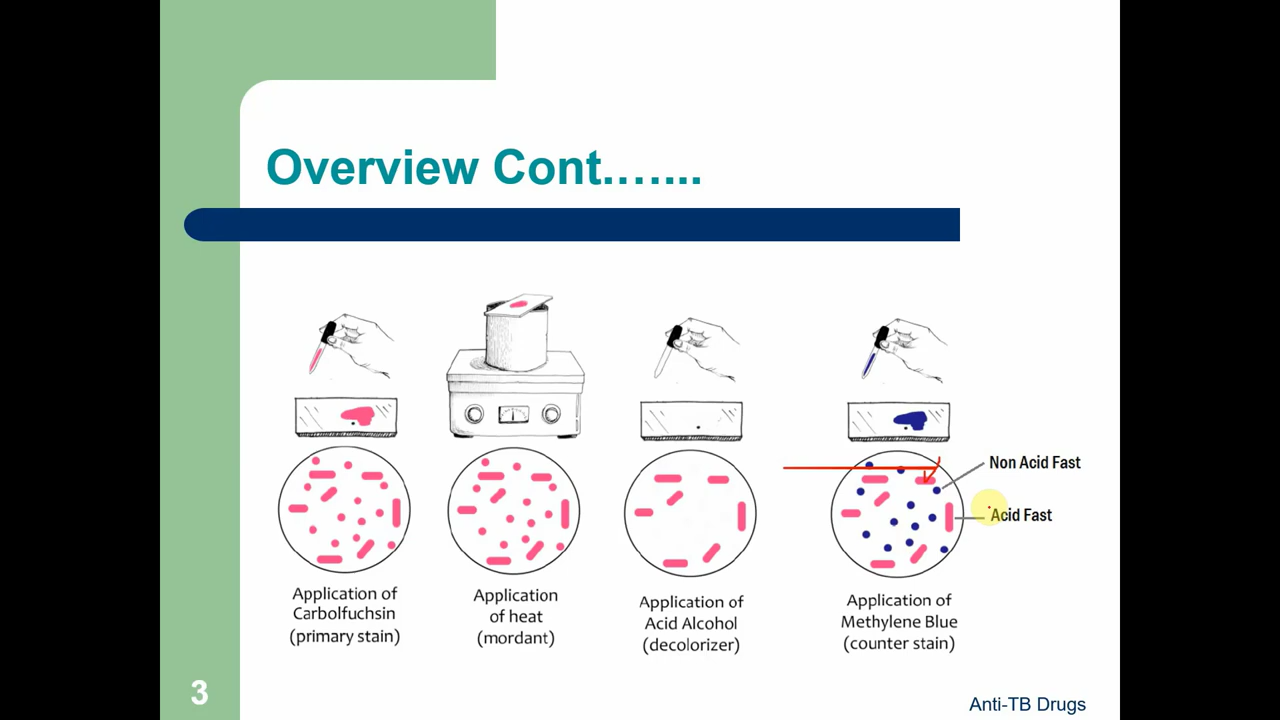 Overview Cont…....
Non Acid Fast
Acid Fast
Application of
Carbolfuchsin
(primary stain)
Application
of heat
(mordant)
Application of
Acid Alcohol
(decolorizer)
Application of
Methylene Blue
(counter stain)
3
Anti-TB Drugs